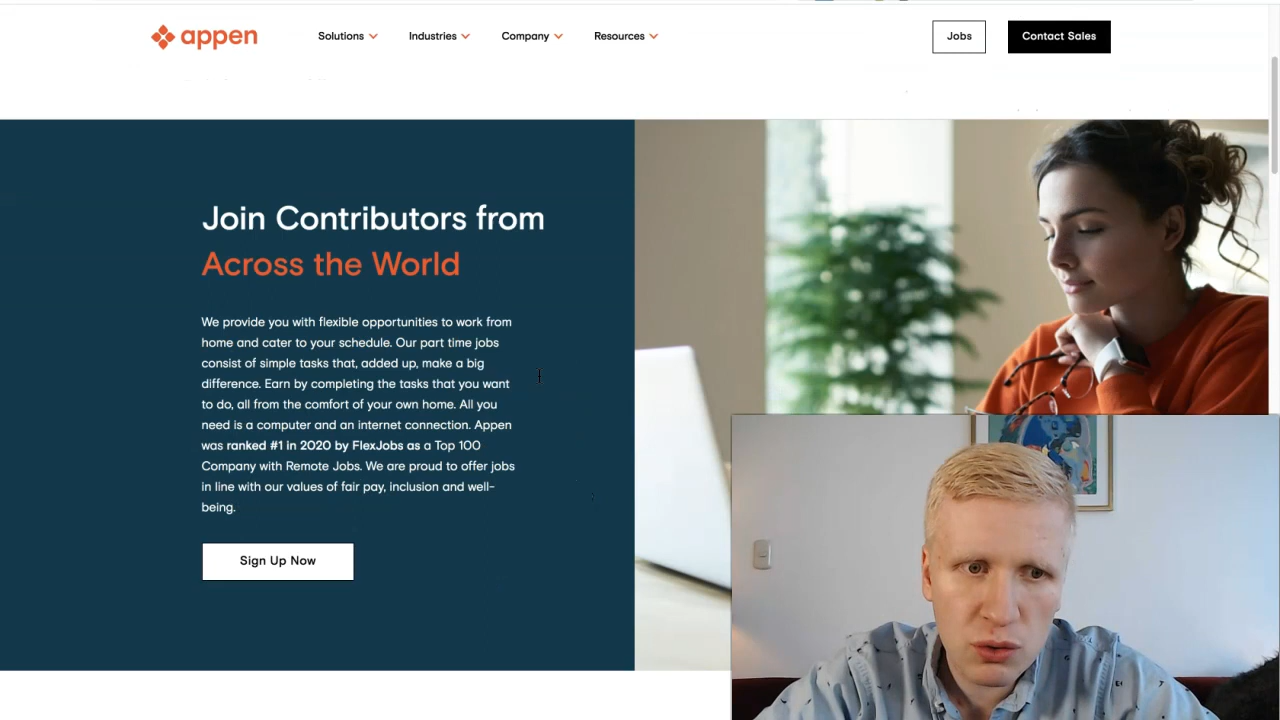 appen
Solutions
Industries
Company
Resources
Jobs
Contact Sales
Join Contributors from
Across the World
We provide you with flexible opportunities to work from
home and cater to your schedule. Our part time jobs
consist of simple tasks that, added up, make a big
difference. Earn by completing the tasks that you want
to do, all from the comfort of your own home. All you
need is a computer and an internet connection. Appen
was ranked #1 in 2020 by FlexJobs as a Top 100
Company with Remote Jobs. We are proud to offer jobs
in line with our values of fair pay, inclusion and well-
being.
Sign Up Now